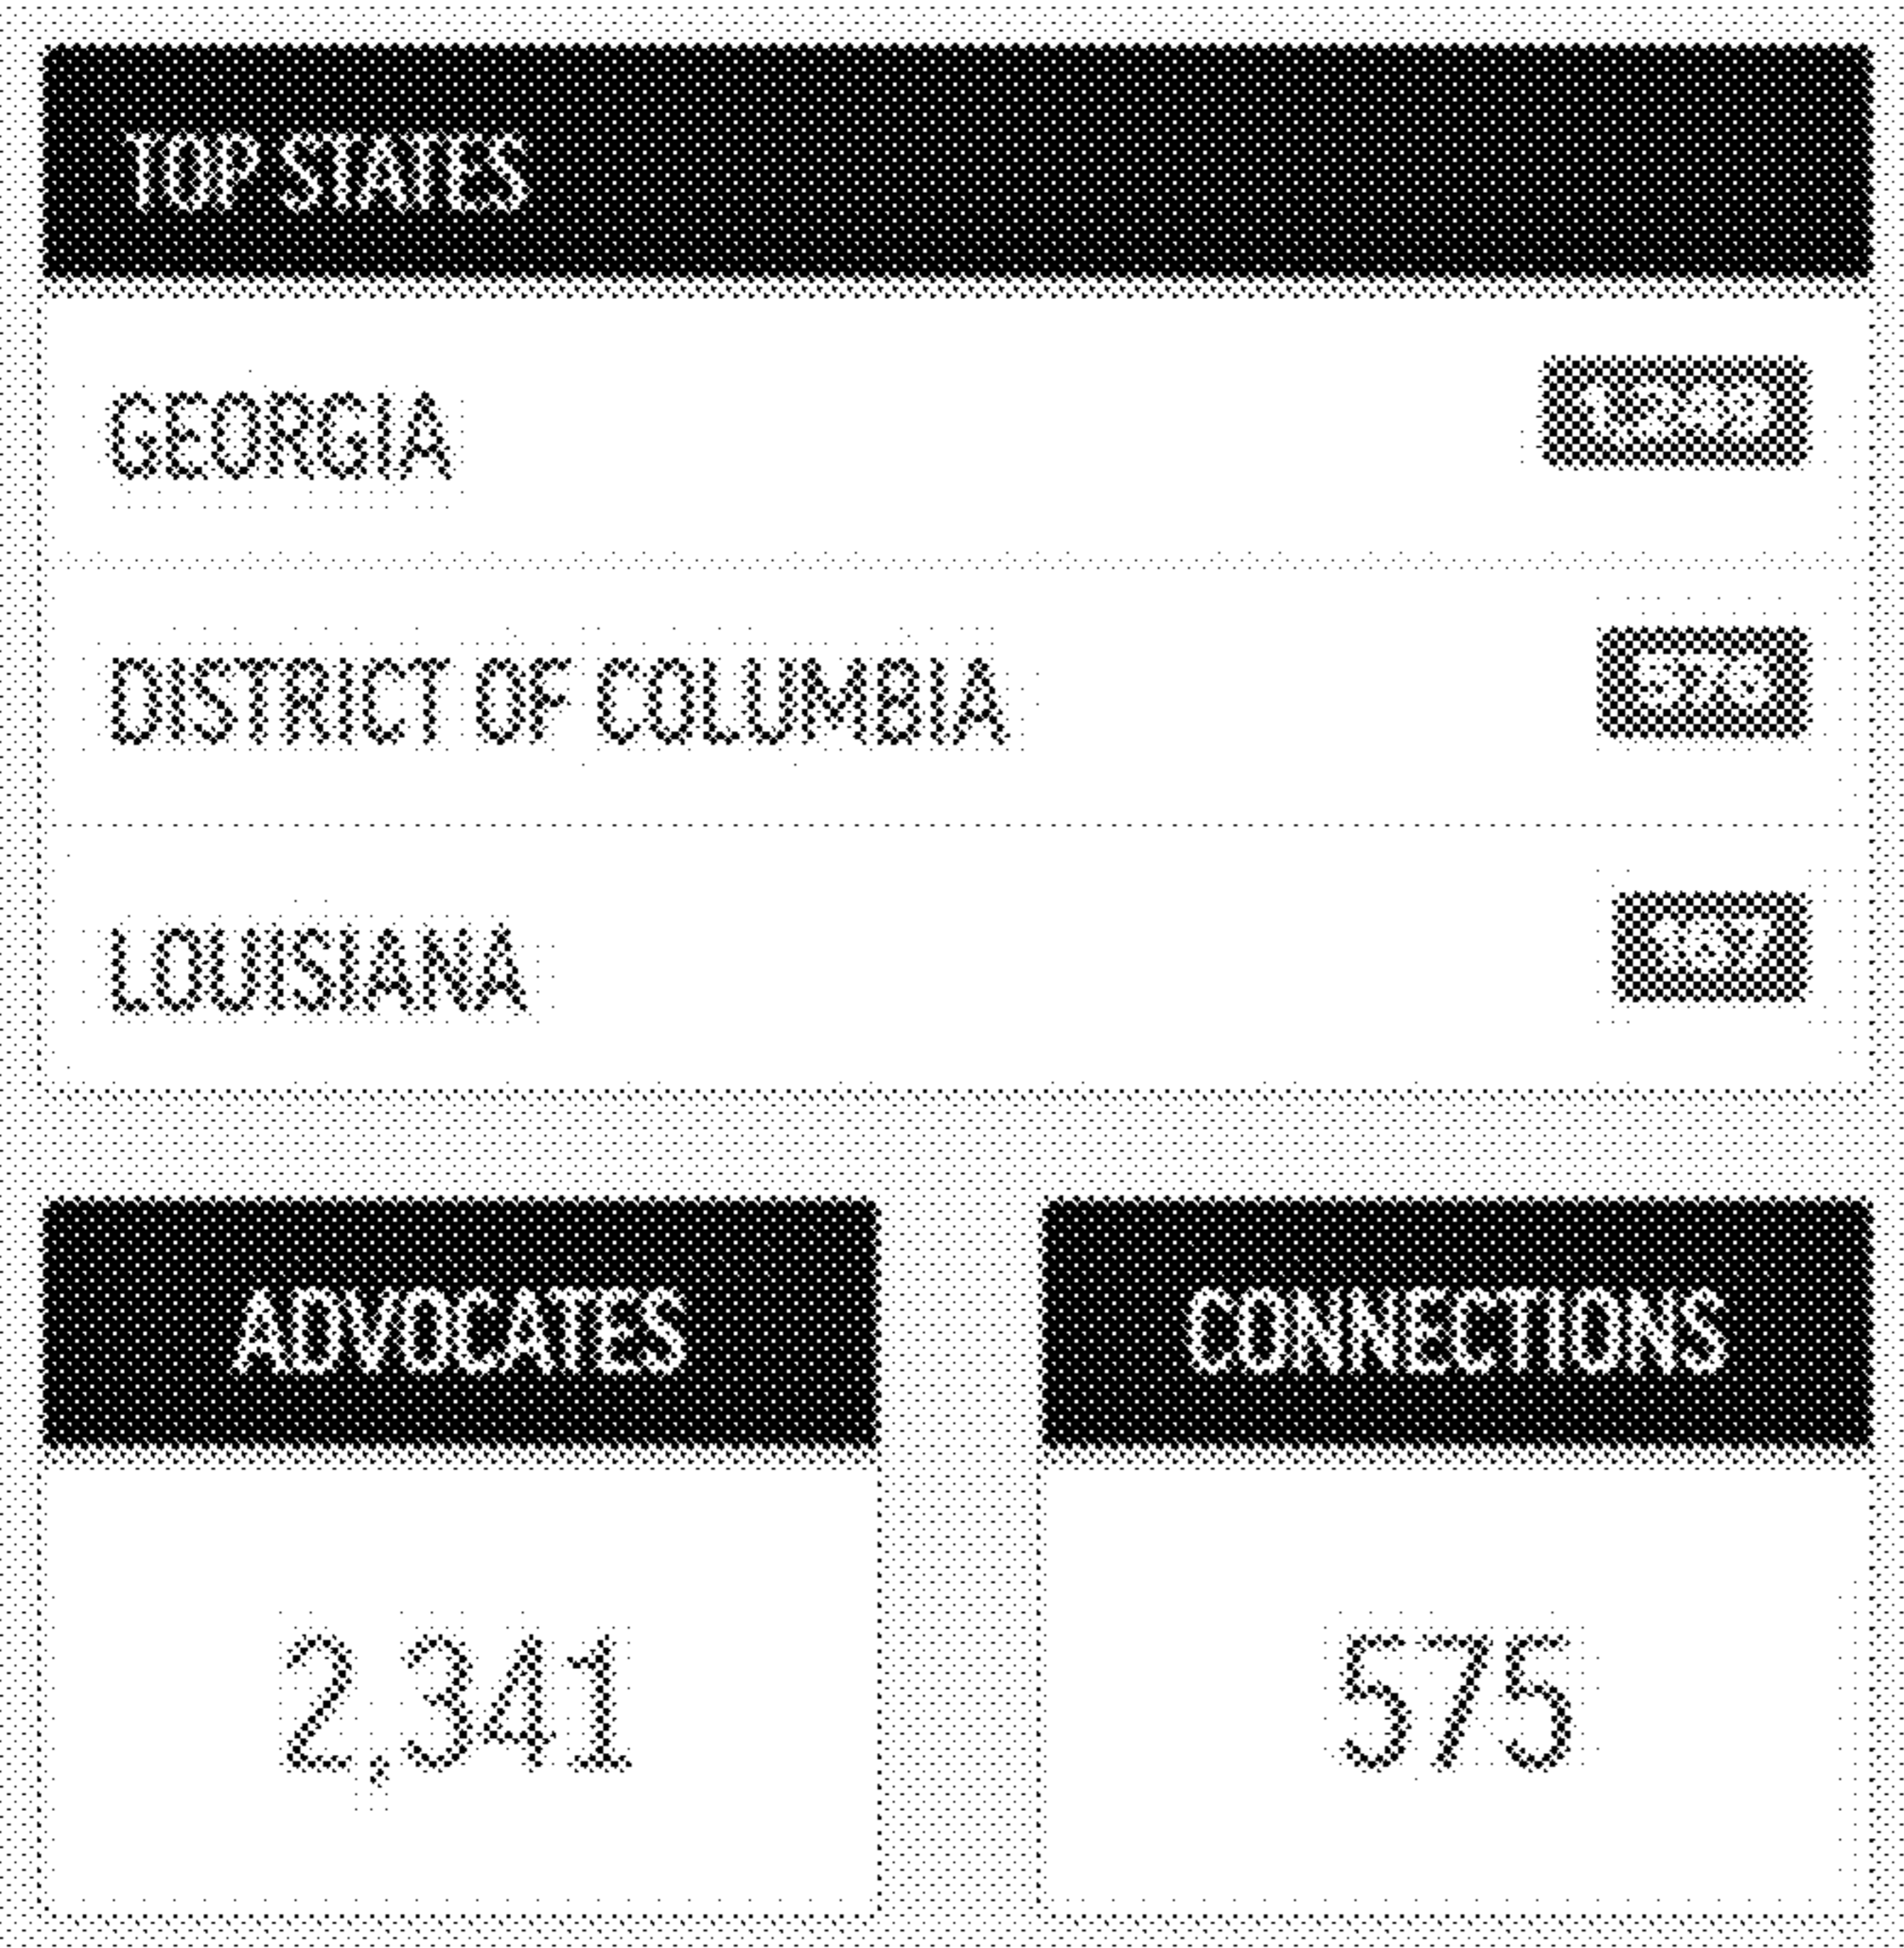 TOP STATES
GEORGIA
DISTRICT OF COLUMBIA
LOUISIANA
ADVOCATES CONNECTIONS
2,341 575